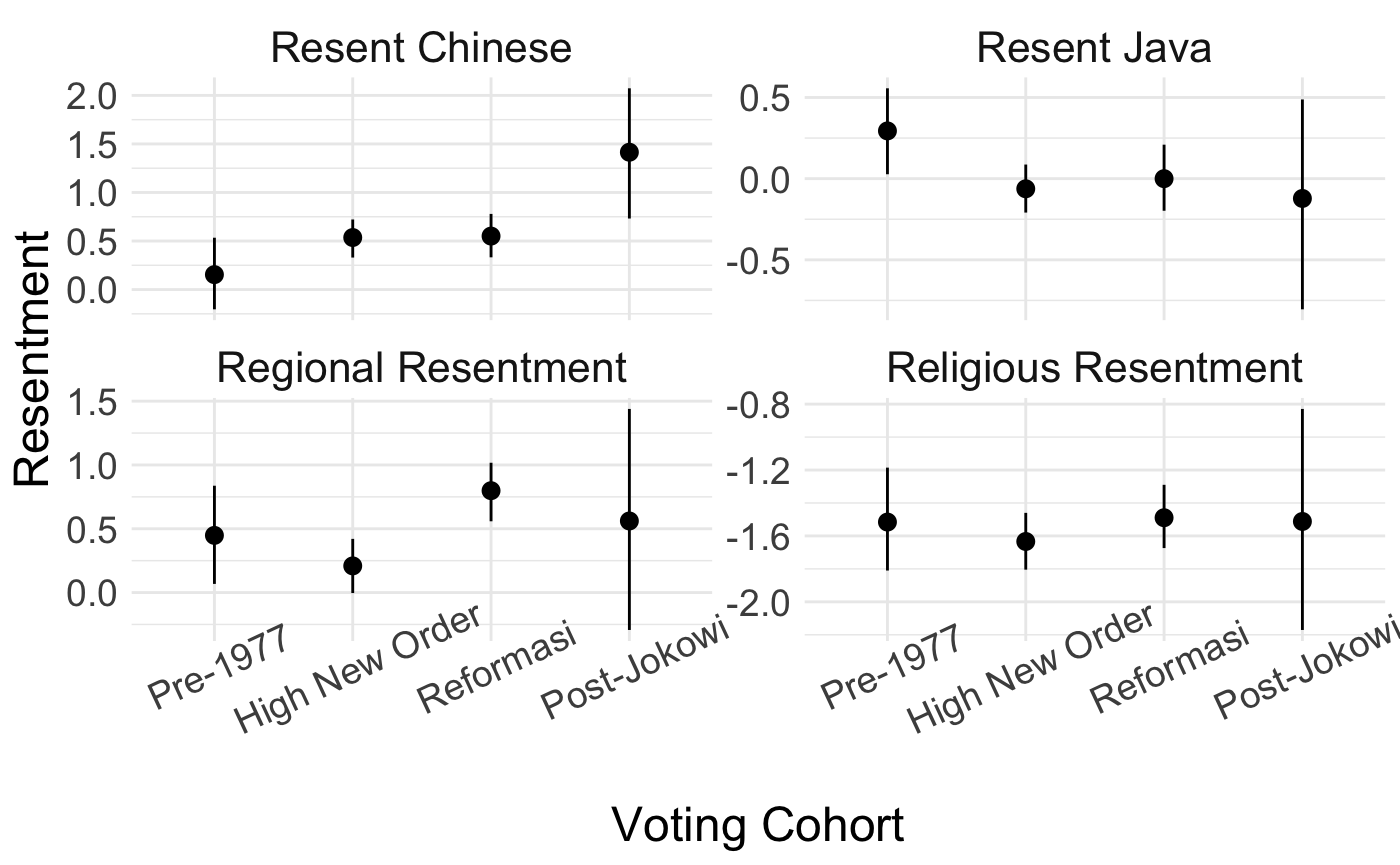 Resent Chinese
Resent Java
2.0
1.5
1.0
0.5
0.0
0.5
0.0
-0.5
Resentment
Regional Resentment
Religious Resentment
1.5
1.0
0.5
0.0
-0.8
-1.2
-1.6
-2.0
Pre-1977
High New Order
Reformasi
Post-Jokowi
Pre-1977
High New Order
Reformasi
Post-Jokowi
Voting Cohort